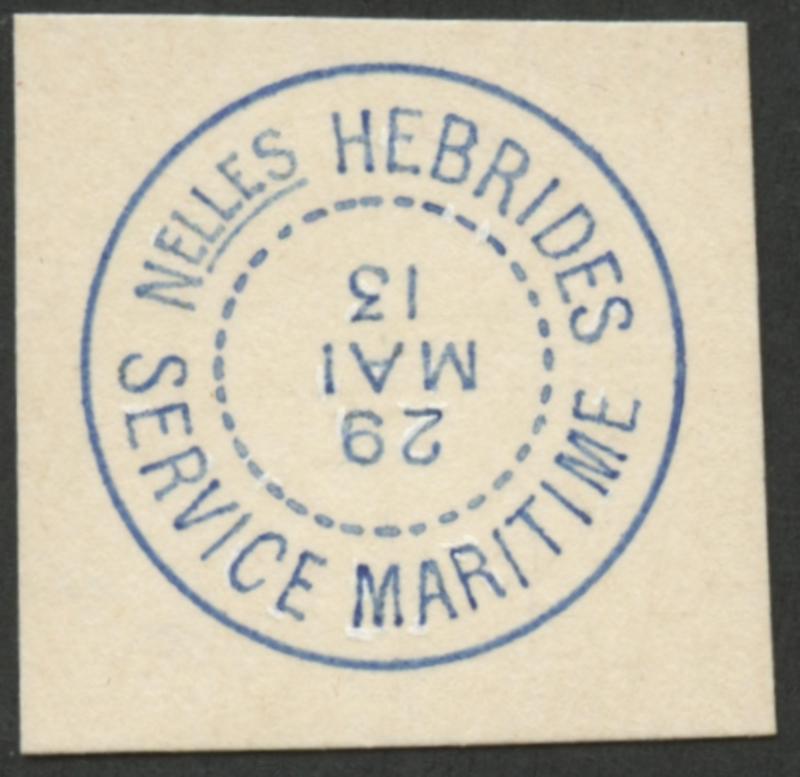 NELLES HEBRIDES
29
MAI
13
SERVICE MARITIME